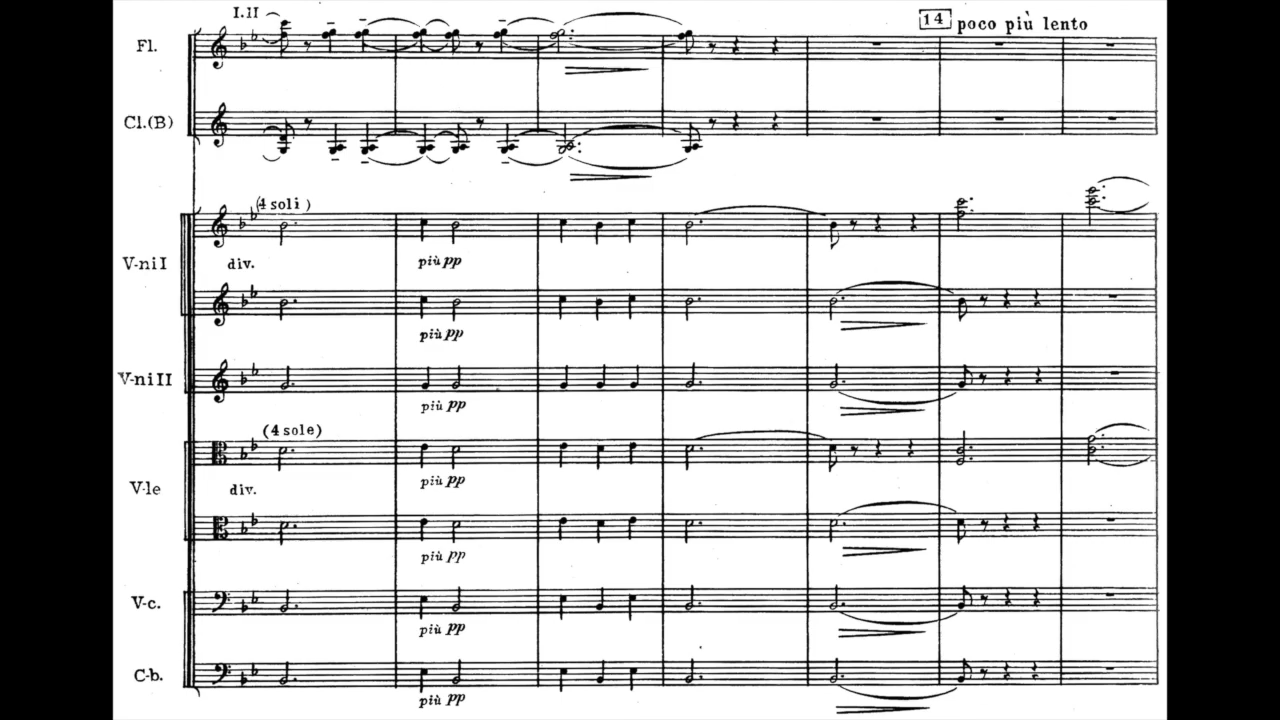 I.II
14 poco più lento
Fl.
Cl.(B)
(4 soli)
V-ni I
div.
più pp
più pp
V-ni II
più pp
(4 sole)
più pp
V-le
div.
più pp
V-c.
più pp
C-b.
più pp